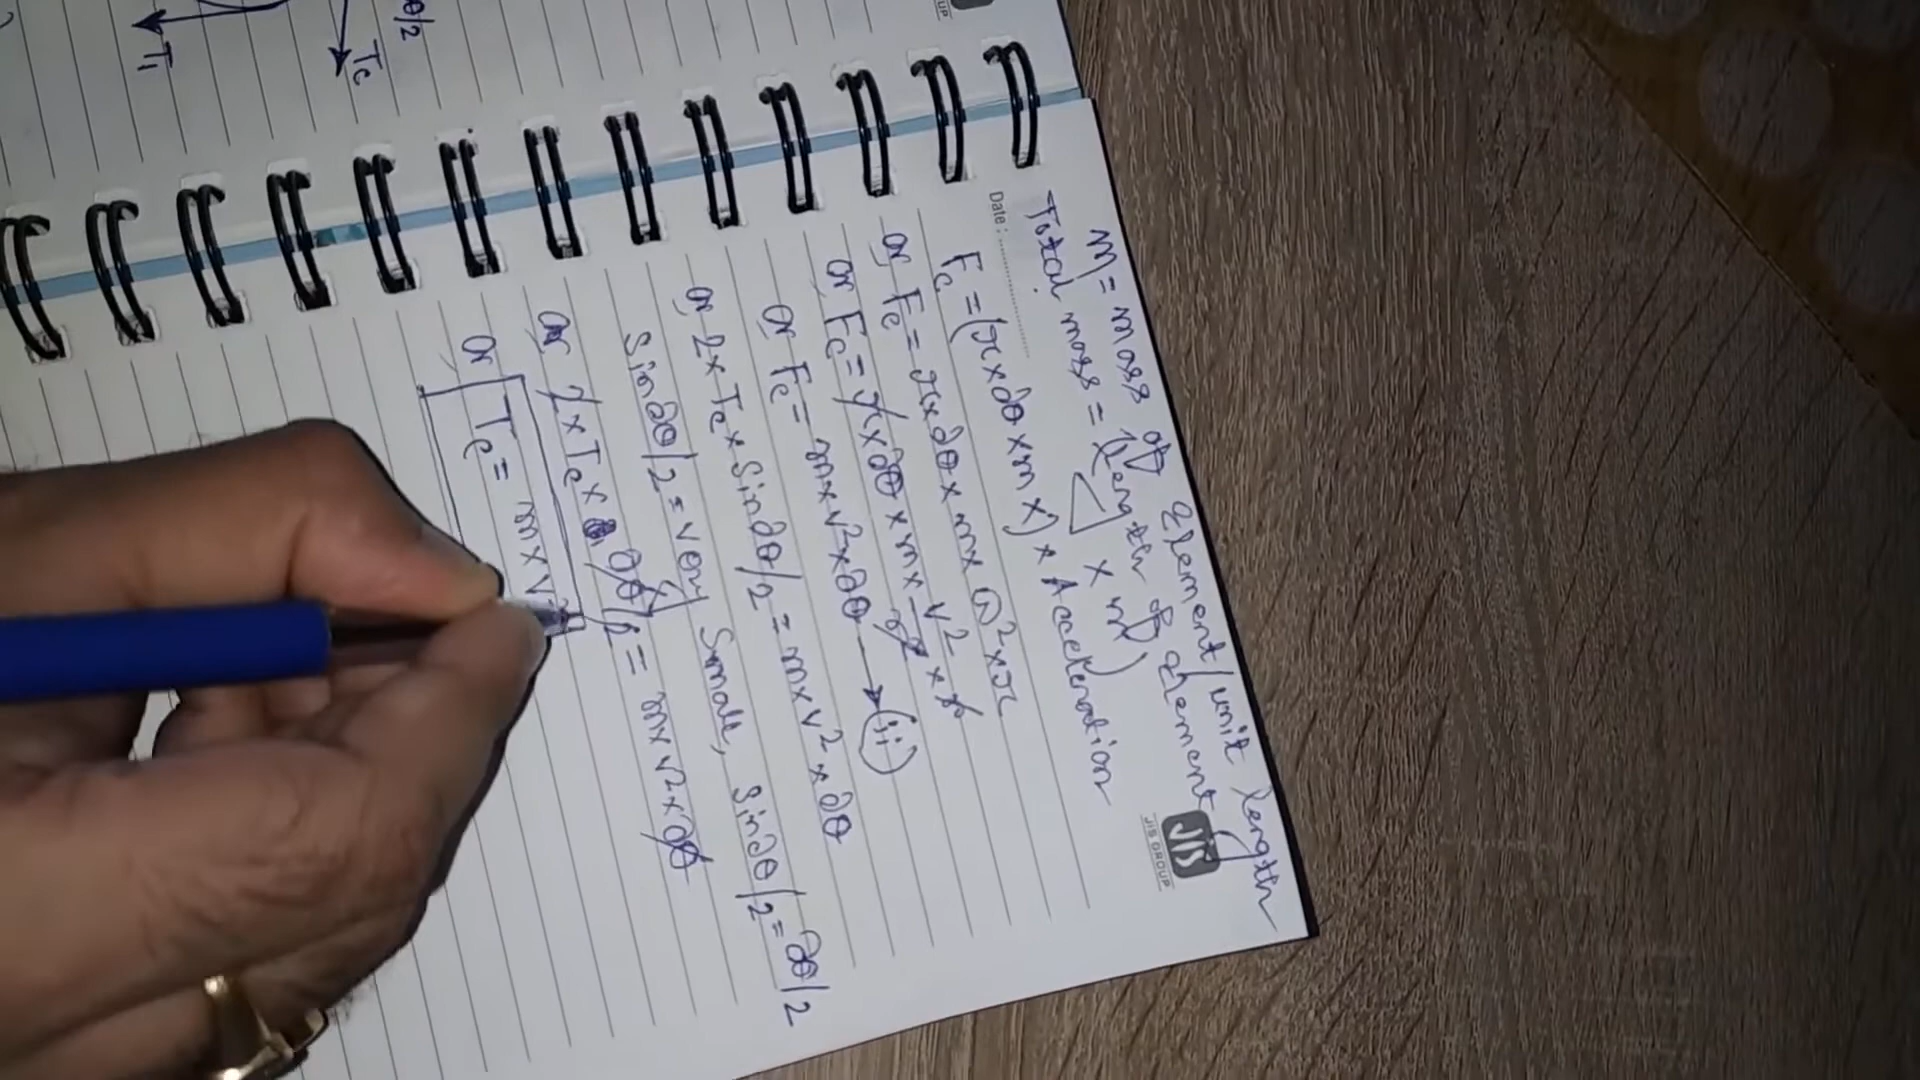 θ/2
Tc
T1
UP
m = mass of element/unit length
Total mass = (length of element
× m)
Date :
JIS
JIS GROUP
Fc = (r×∂θ×m×) × Acceleration
or Fc = r×∂θ×m×ω²×r
or Fc = r×∂θ×m×v²/r²×r
or Fc = m×v²×∂θ → (ii)
or 2×Tc×Sin∂θ/2 = m×v²×∂θ
Sin∂θ/2 = very Small, Sin∂θ/2 = ∂θ/2
or 2×Tc×∂θ/2 = m×v²×∂θ
or Tc = m×v²